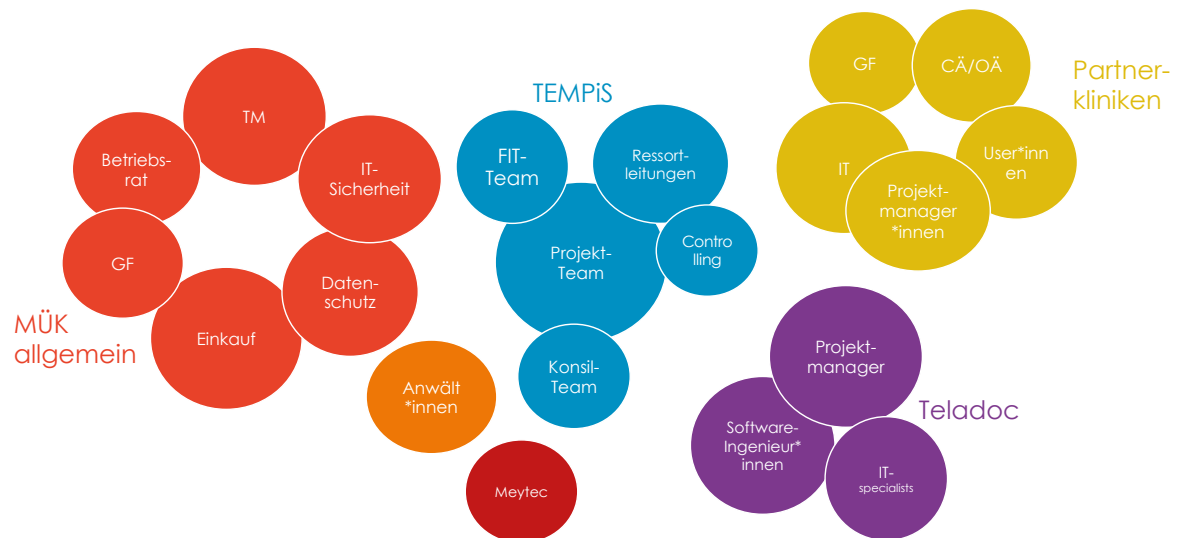 MÜK
allgemein
TM
Betriebs-
rat
IT-
Sicherheit
GF
Daten-
schutz
Einkauf
Anwält
*innen
Meytec
TEMPiS
FIT-
Team
Ressort-
leitungen
Projekt-
Team
Contro
lling
Konsil-
Team
Partner-
kliniken
GF
CÄ/OÄ
IT
User*inn
en
Projekt-
manager
*innen
Teladoc
Projekt-
manager
Software-
Ingenieur*
innen
IT-
specialists